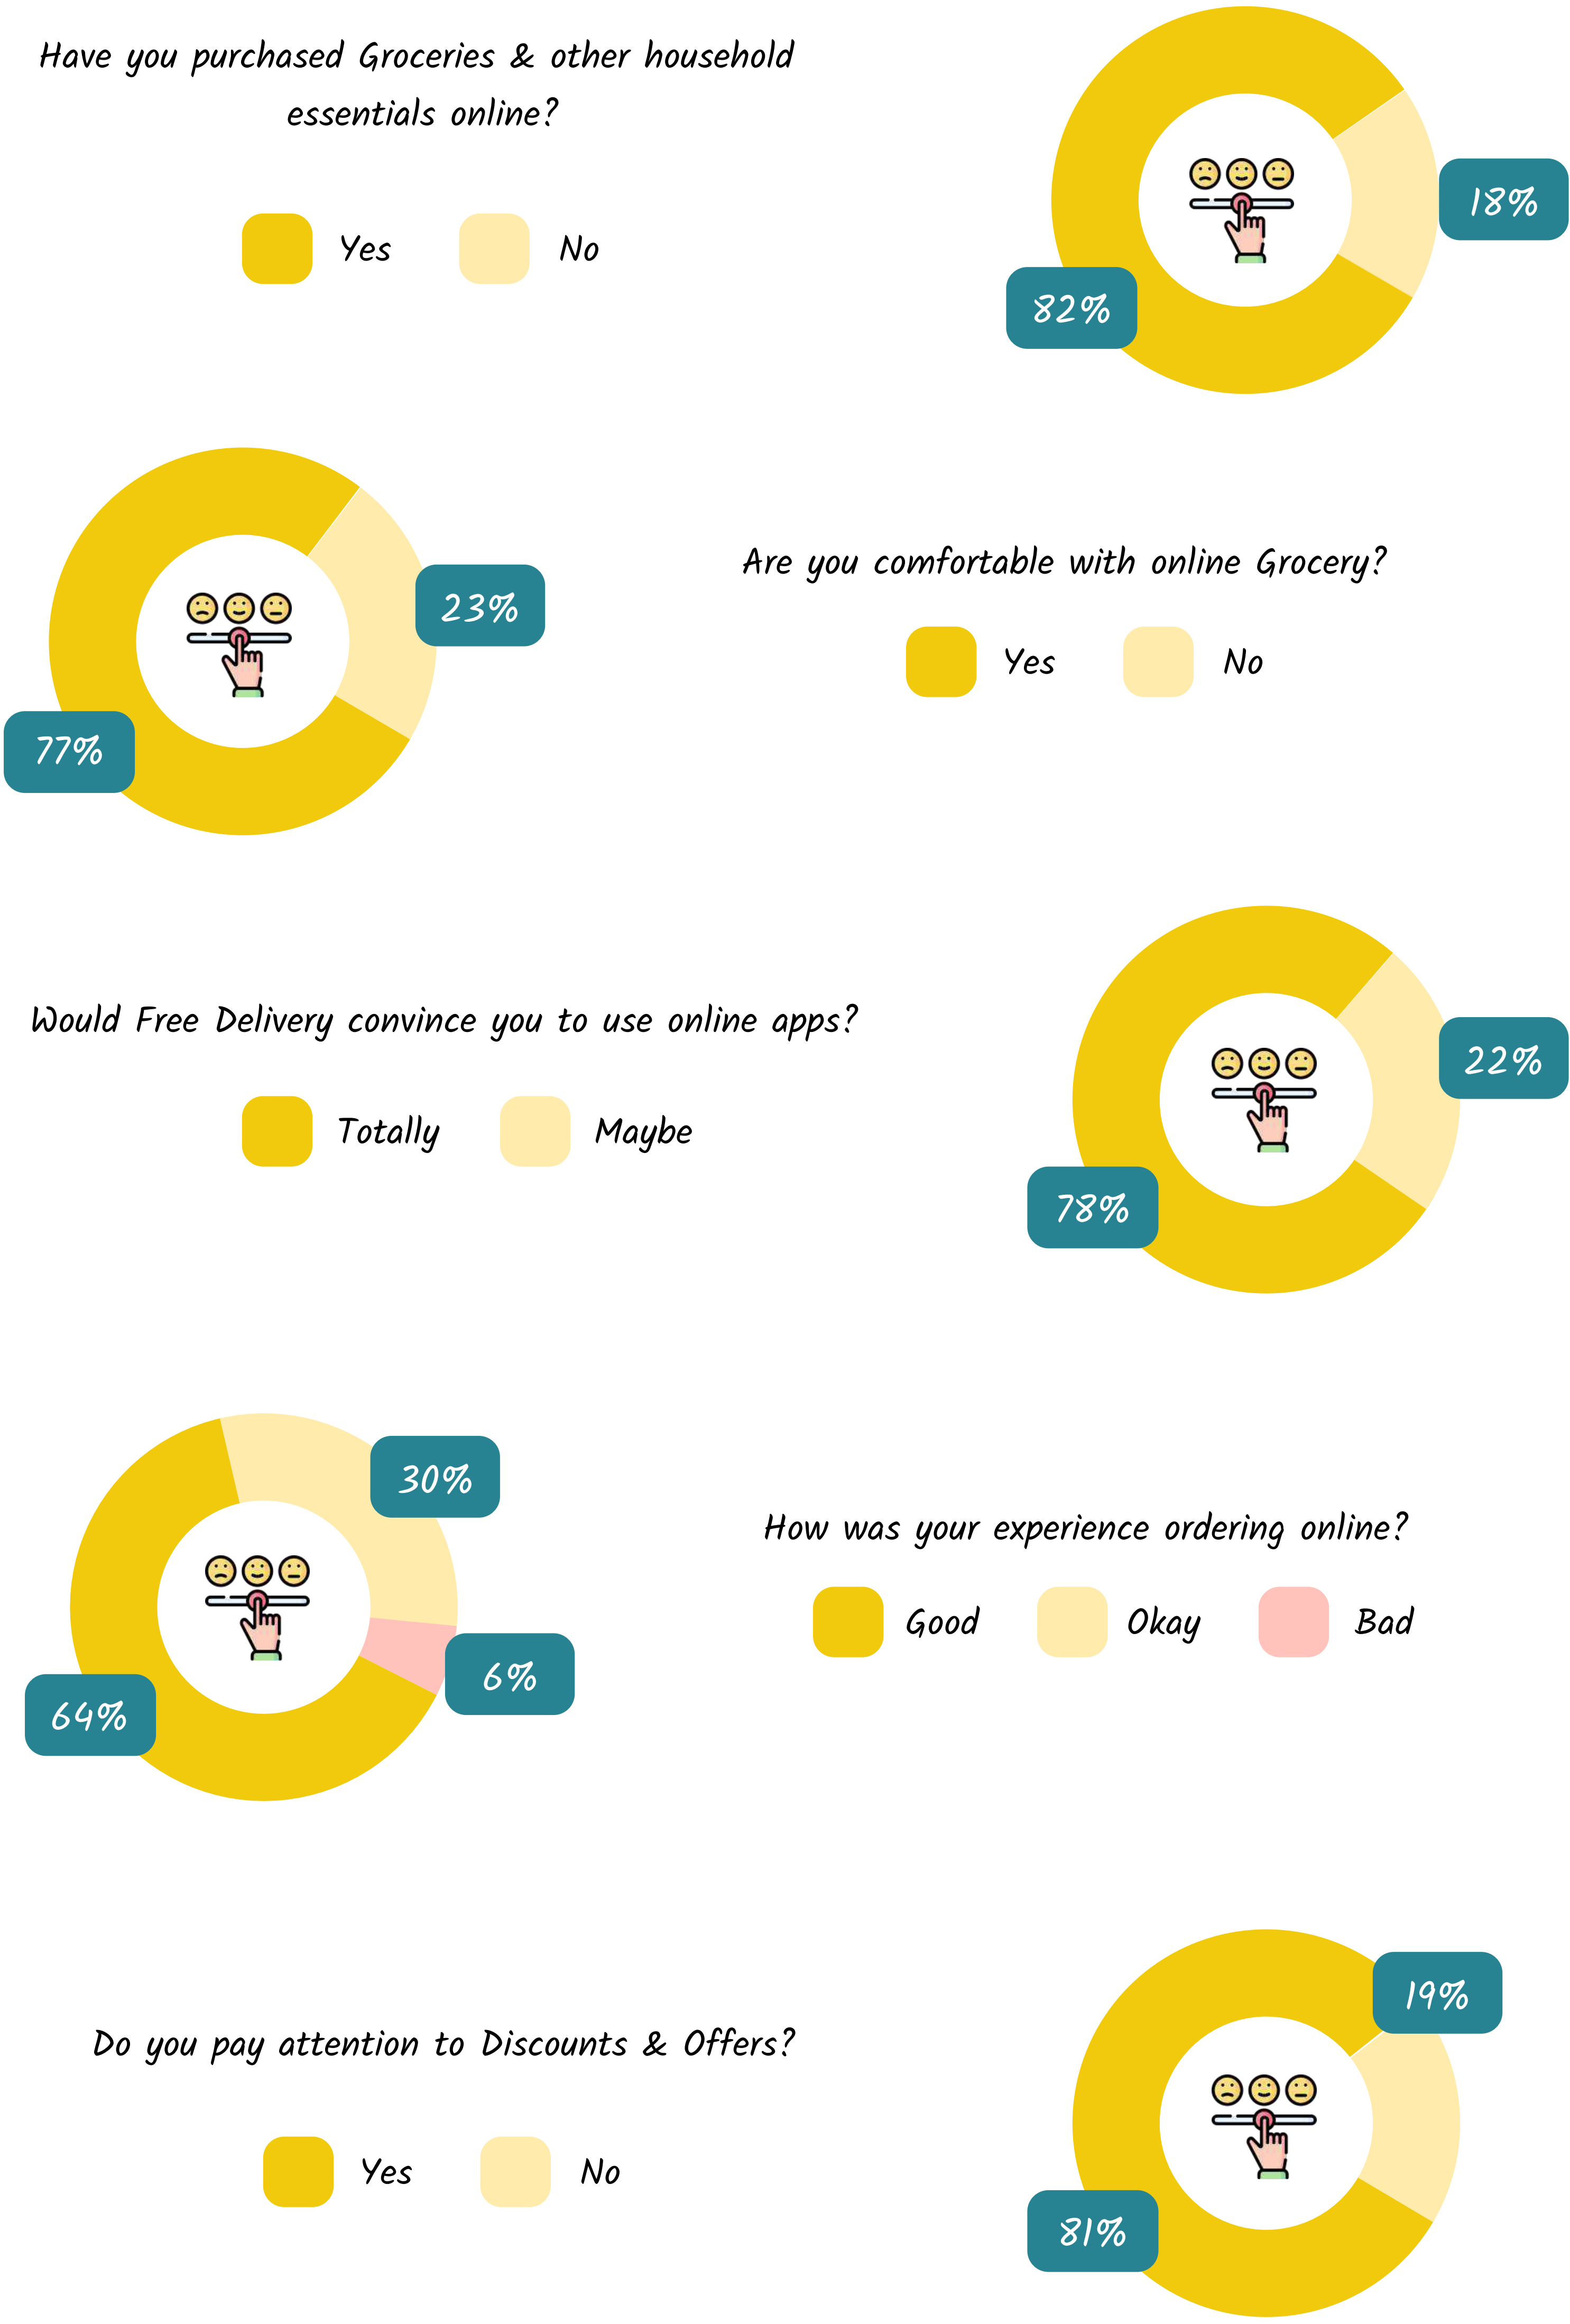 Have you purchased Groceries & other household
essentials online?
Yes No
18%
82%
23%
77%
Are you comfortable with online Grocery?
Yes No
Would Free Delivery convince you to use online apps?
Totally Maybe
22%
78%
30%
6%
64%
How was your experience ordering online?
Good Okay Bad
Do you pay attention to Discounts & Offers?
Yes No
19%
81%